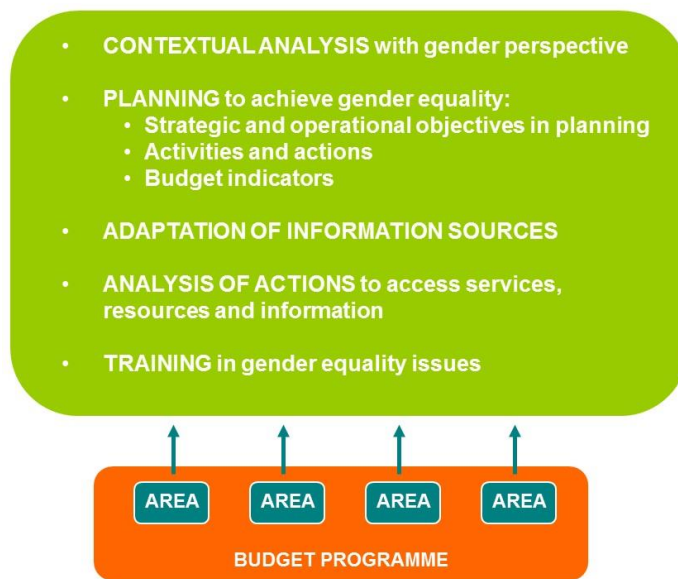 • CONTEXTUAL ANALYSIS with gender perspective
• PLANNING to achieve gender equality:
• Strategic and operational objectives in planning
• Activities and actions
• Budget indicators
• ADAPTATION OF INFORMATION SOURCES
• ANALYSIS OF ACTIONS to access services,
resources and information
• TRAINING in gender equality issues
AREA AREA AREA AREA
BUDGET PROGRAMME